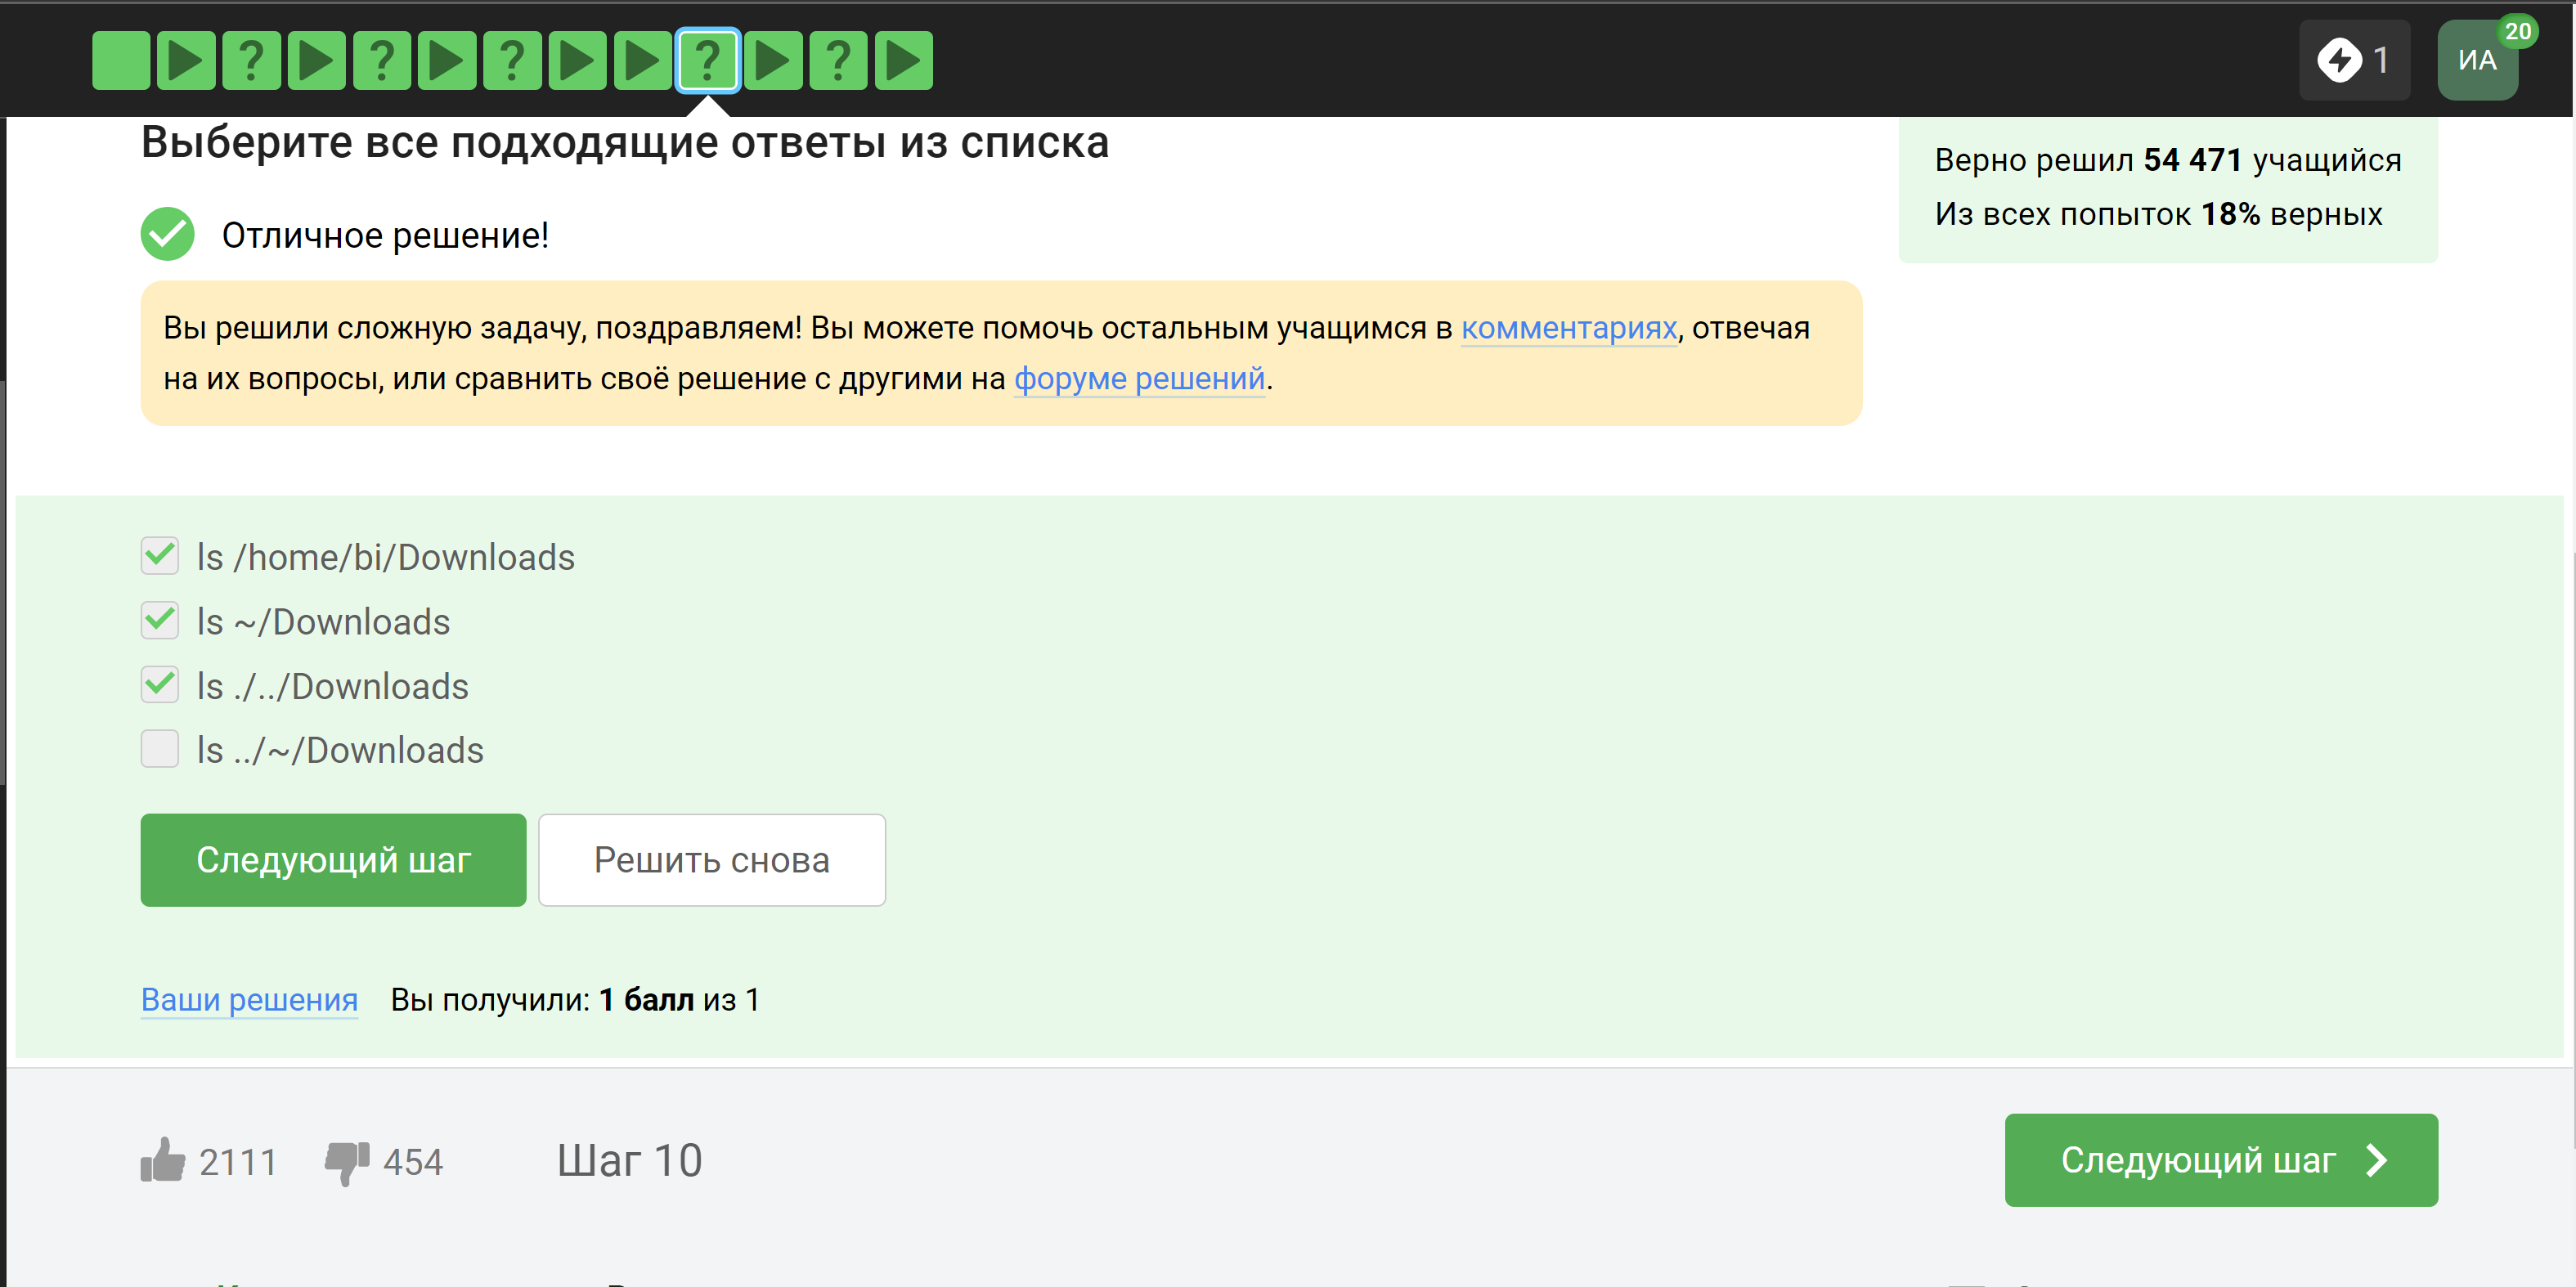 ? ? ? ? ?
1
ИА
20
Выберите все подходящие ответы из списка
Верно решил 54 471 учащийся
Из всех попыток 18% верных
Отличное решение!
Вы решили сложную задачу, поздравляем! Вы можете помочь остальным учащимся в комментариях, отвечая
на их вопросы, или сравнить своё решение с другими на форуме решений.
ls /home/bi/Downloads
ls ~/Downloads
ls ./../Downloads
ls ../~/Downloads
Следующий шаг
Решить снова
Ваши решения Вы получили: 1 балл из 1
2111 454 Шаг 10
Следующий шаг